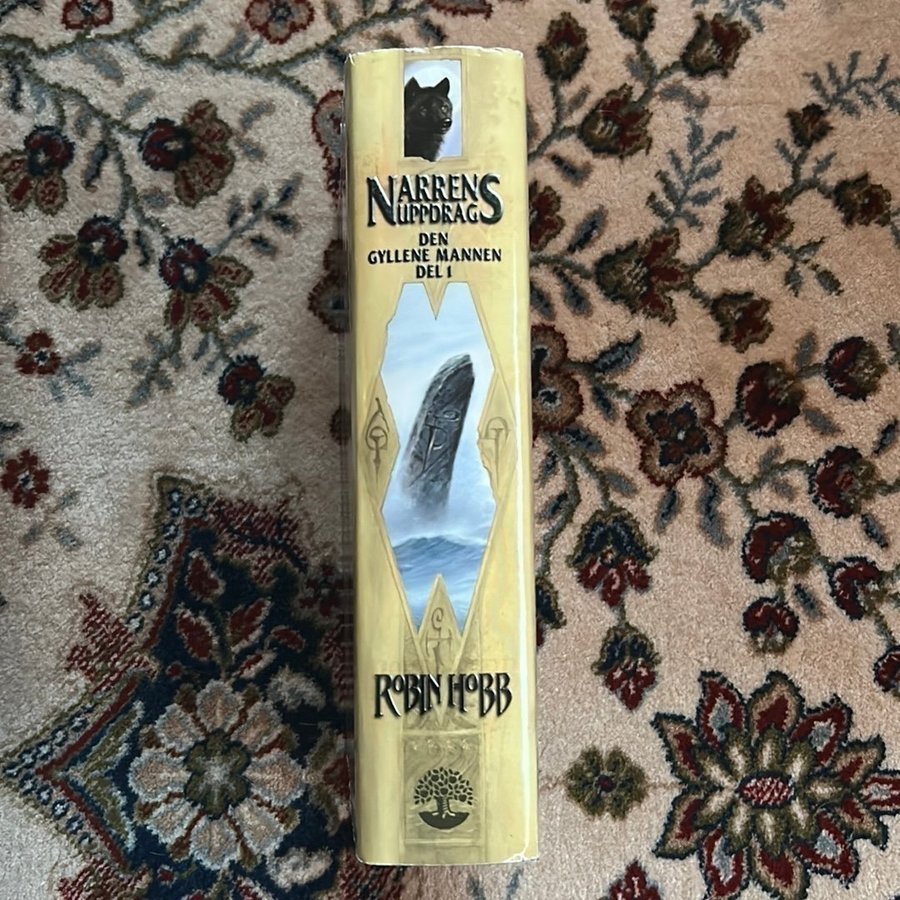 NARRENS
UPPDRAG
DEN
GYLLENE MANNEN
DEL 1
ROBIN HOBB